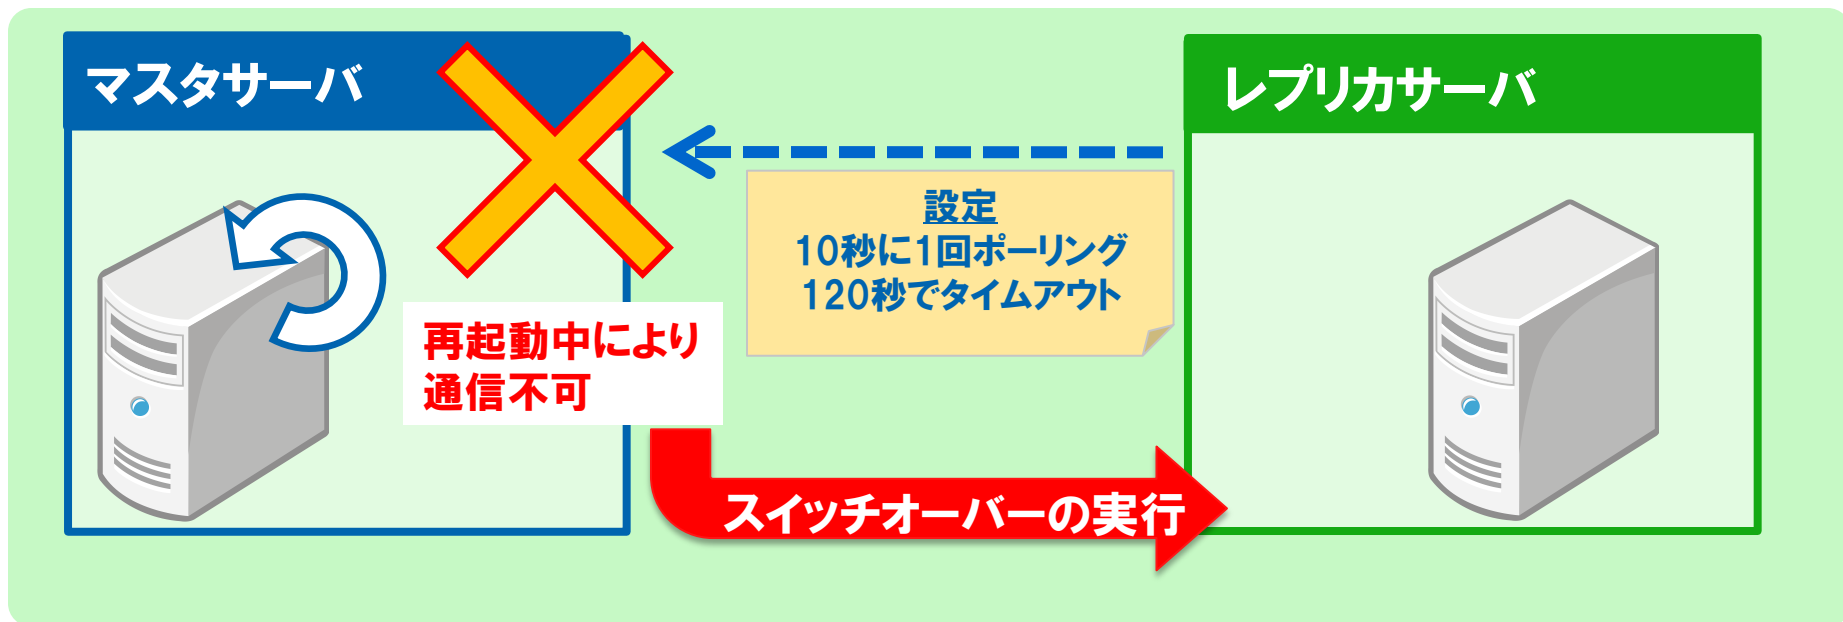 マスタサーバ
レプリカサーバ
設定
10秒に1回ポーリング
120秒でタイムアウト
再起動中により
通信不可
スイッチオーバーの実行